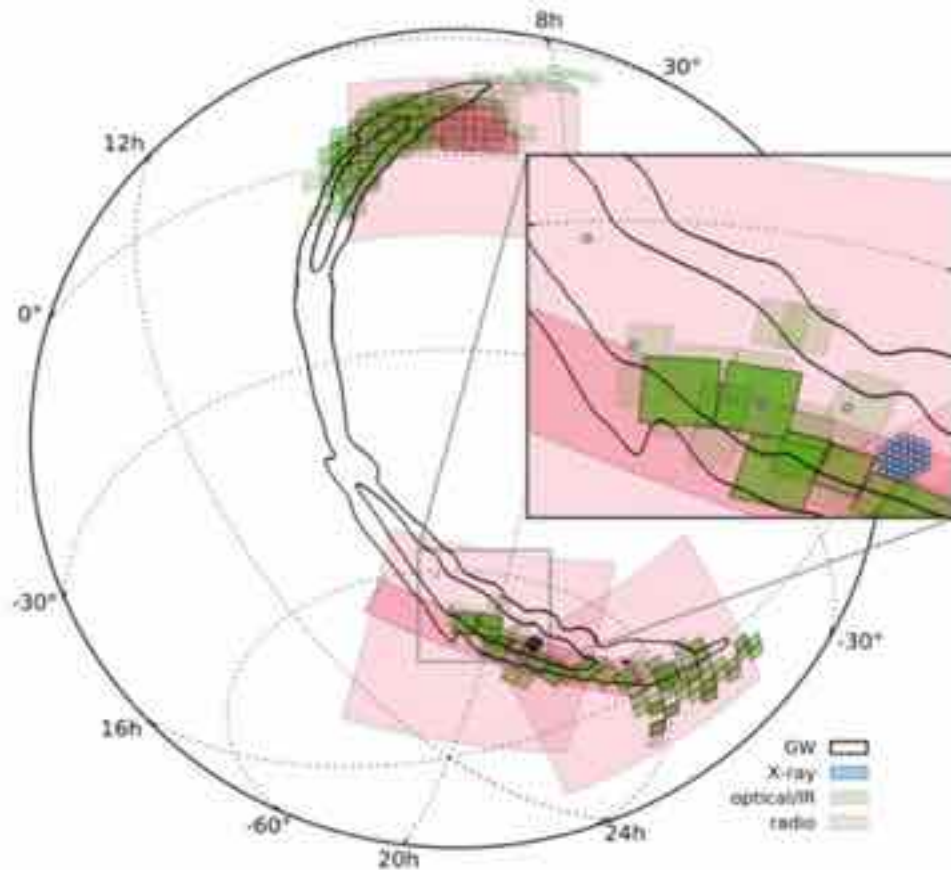 8h
30°
12h
0°
-30°
-30°
16h
GW
X-ray
optical/IR
radio
-60°
24h
20h